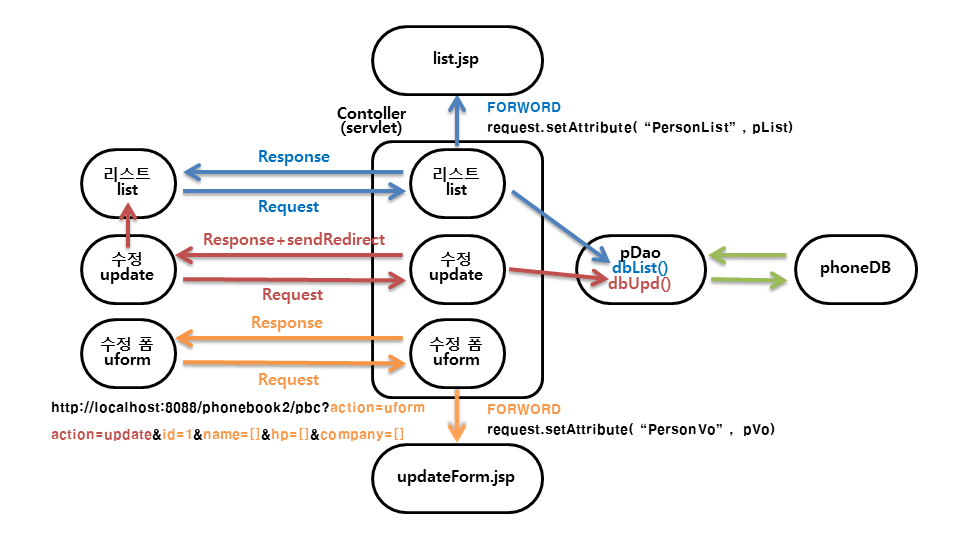 list.jsp
Contoller
(servlet)
FORWORD
request.setAttribute( “PersonList” , pList)
리스트
list
Response
Request
리스트
list
수정
update
Response+sendRedirect
Request
수정
update
pDao
dbList()
dbUpd()
phoneDB
수정 폼
uform
Response
Request
수정 폼
uform
http://localhost:8088/phonebook2/pbc?action=uform
action=update&id=1&name=[]&hp=[]&company=[]
FORWORD
request.setAttribute( “PersonVo” , pVo)
updateForm.jsp